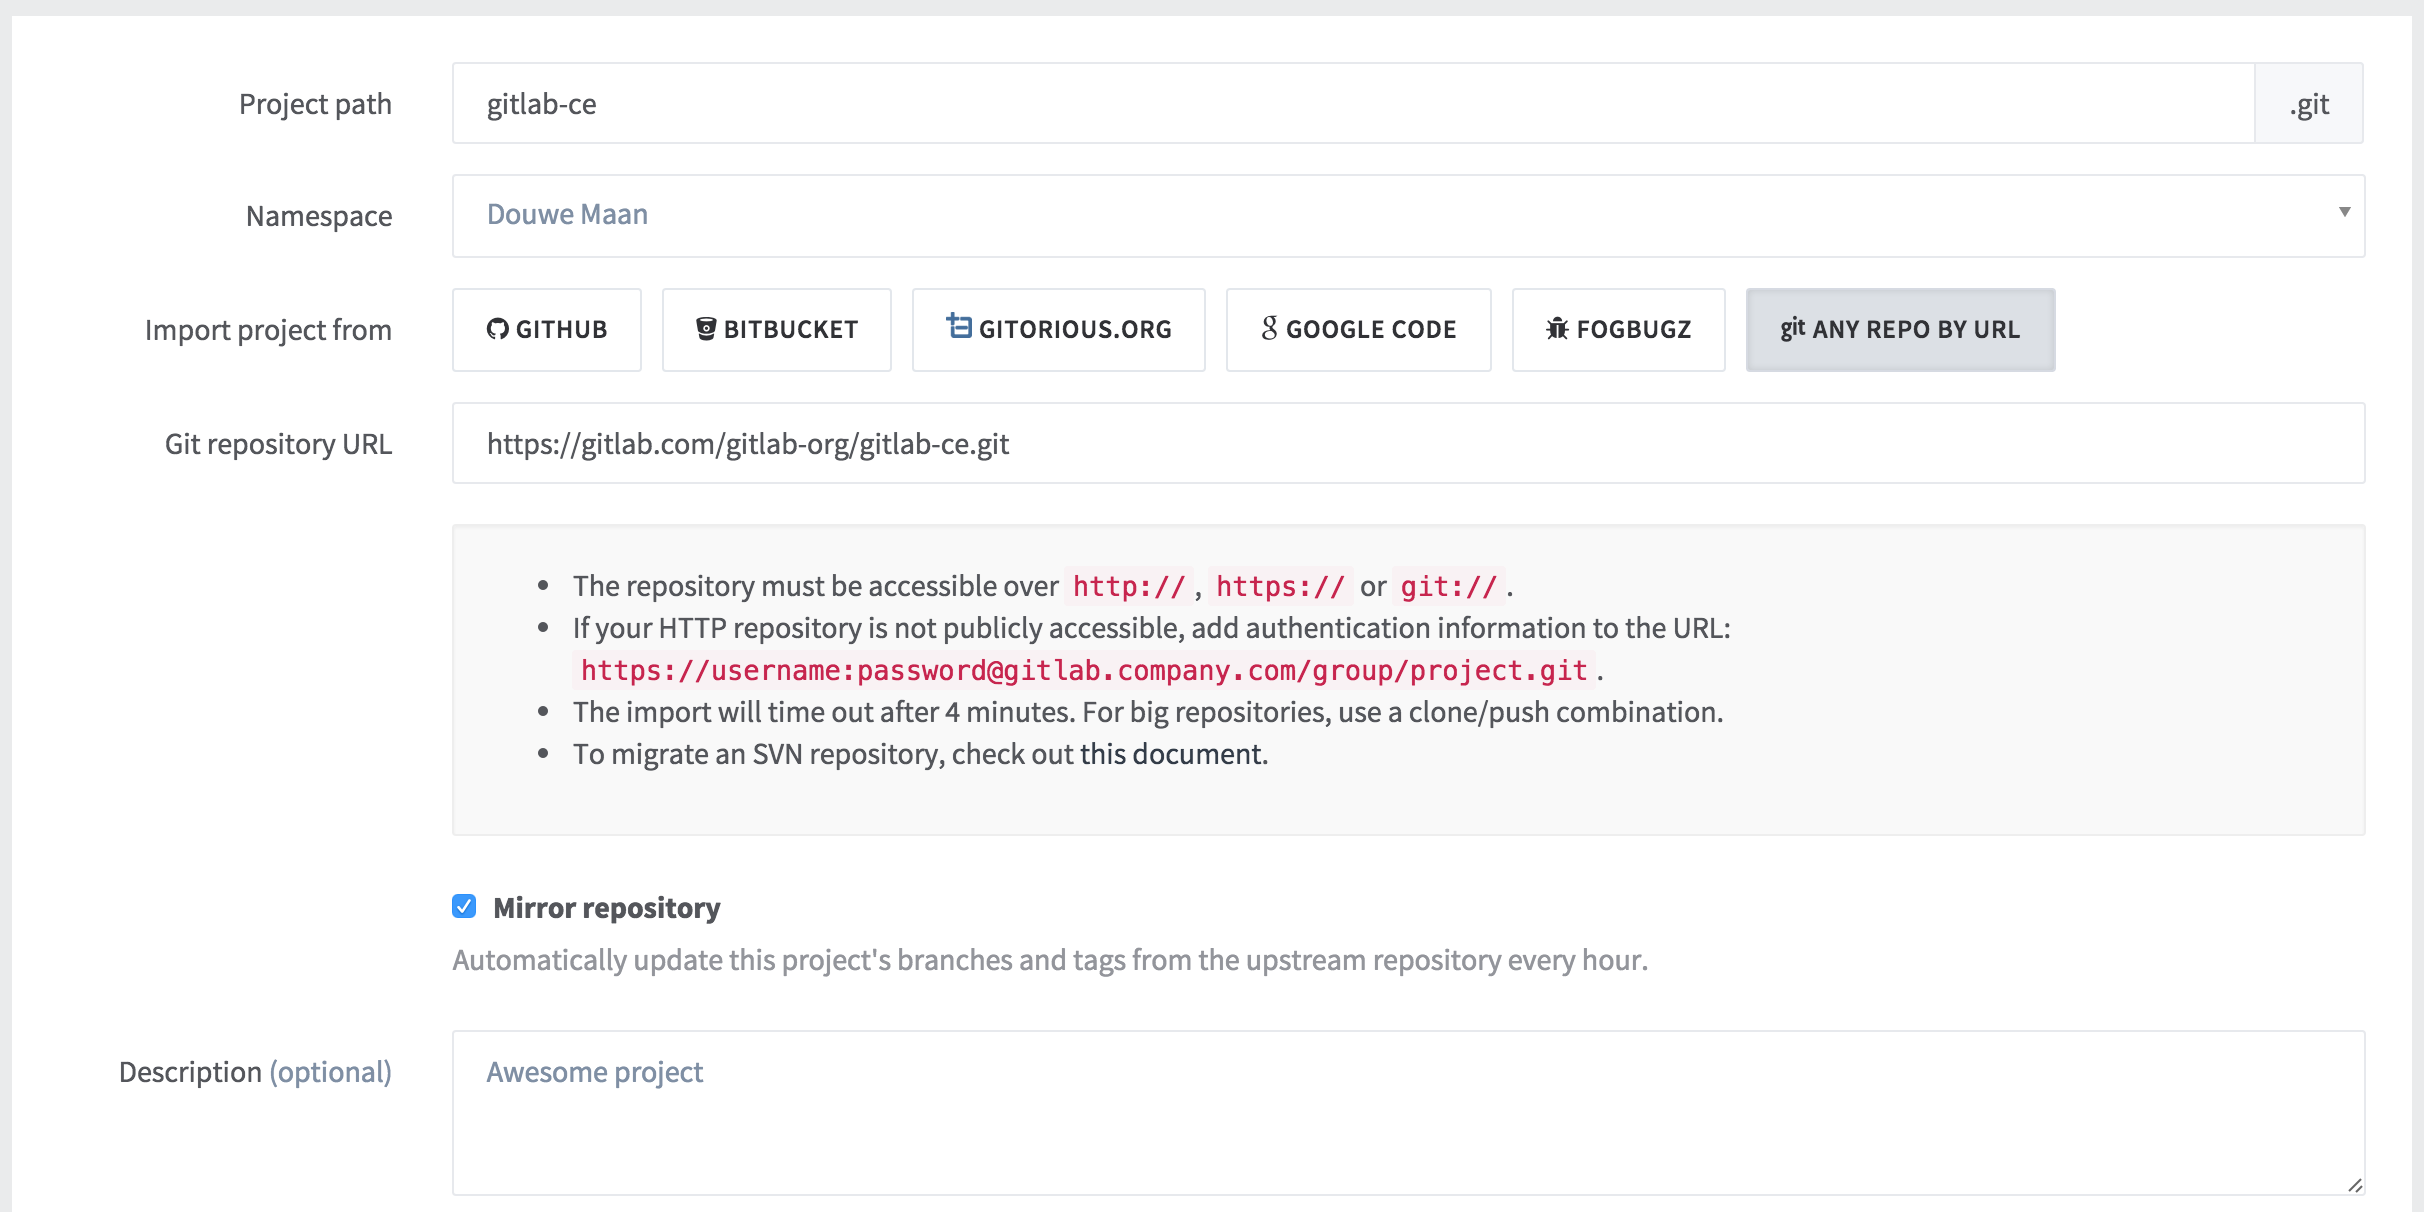 Project path gitlab-ce .git
Namespace Douwe Maan
Import project from GITHUB BITBUCKET GITORIOUS.ORG GOOGLE CODE FOGBUGZ git ANY REPO BY URL
Git repository URL https://gitlab.com/gitlab-org/gitlab-ce.git
• The repository must be accessible over http://, https:// or git://.
• If your HTTP repository is not publicly accessible, add authentication information to the URL:
https://username:password@gitlab.company.com/group/project.git.
• The import will time out after 4 minutes. For big repositories, use a clone/push combination.
• To migrate an SVN repository, check out this document.
Mirror repository
Automatically update this project's branches and tags from the upstream repository every hour.
Description (optional) Awesome project